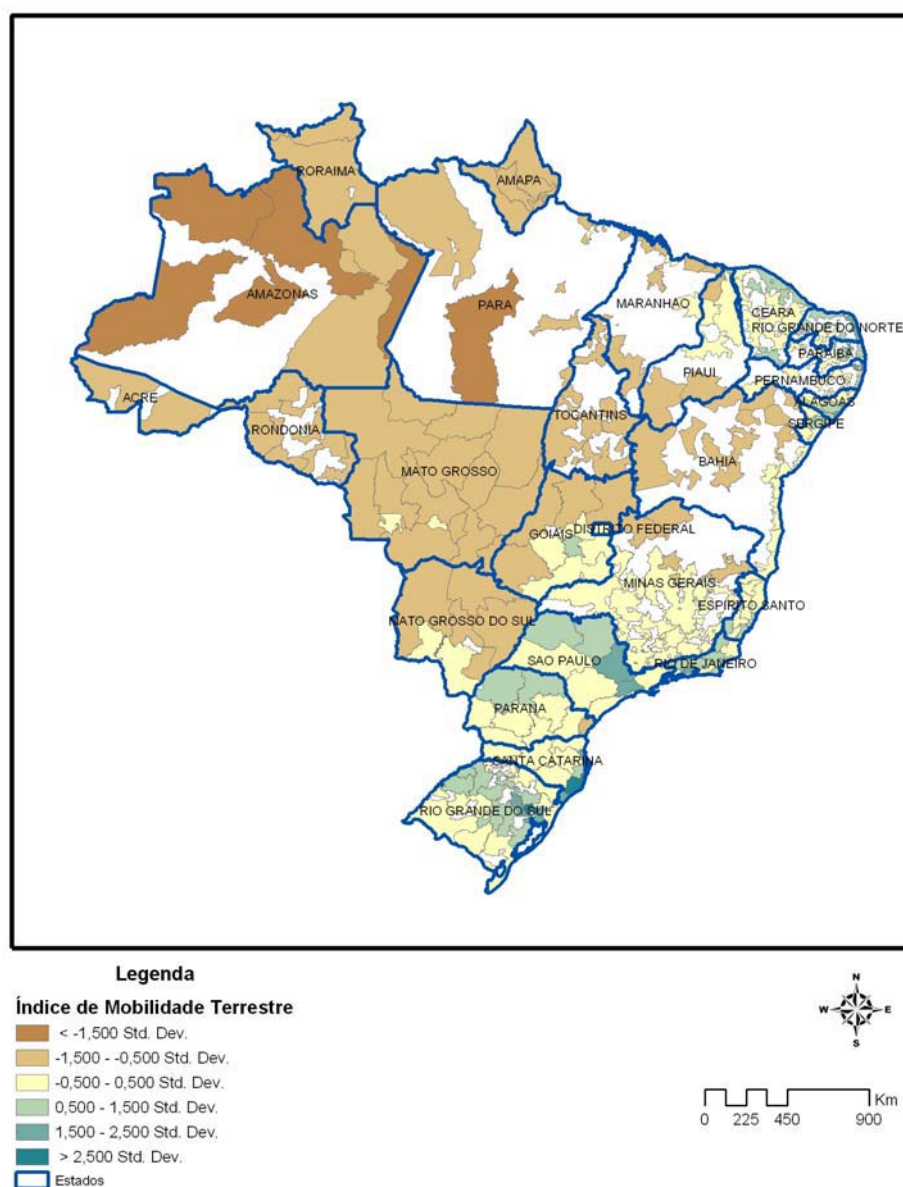 RORAIMA
AMAPA
AMAZONAS
PARA
MARANHAO
CEARA
RIO GRANDE DO NORTE
PARAIBA
PIAUI
PERNAMBUCO
ACRE
ALAGOAS
TOCANTINS
SERGIPE
RONDONIA
BAHIA
MATO GROSSO
DISTRITO FEDERAL
GOIAIS
MINAS GERAIS
ESPÍRITO SANTO
MATO GROSSO DO SUL
SAO PAULO
RIO DE JANEIRO
PARANA
SANTA CATARINA
RIO GRANDE DO SUL
Legenda
Índice de Mobilidade Terrestre
< -1,500 Std. Dev.
-1,500 - -0,500 Std. Dev.
-0,500 - 0,500 Std. Dev.
0,500 - 1,500 Std. Dev.
1,500 - 2,500 Std. Dev.
> 2,500 Std. Dev.
Estados
N
W E
S
Km
0 225 450 900